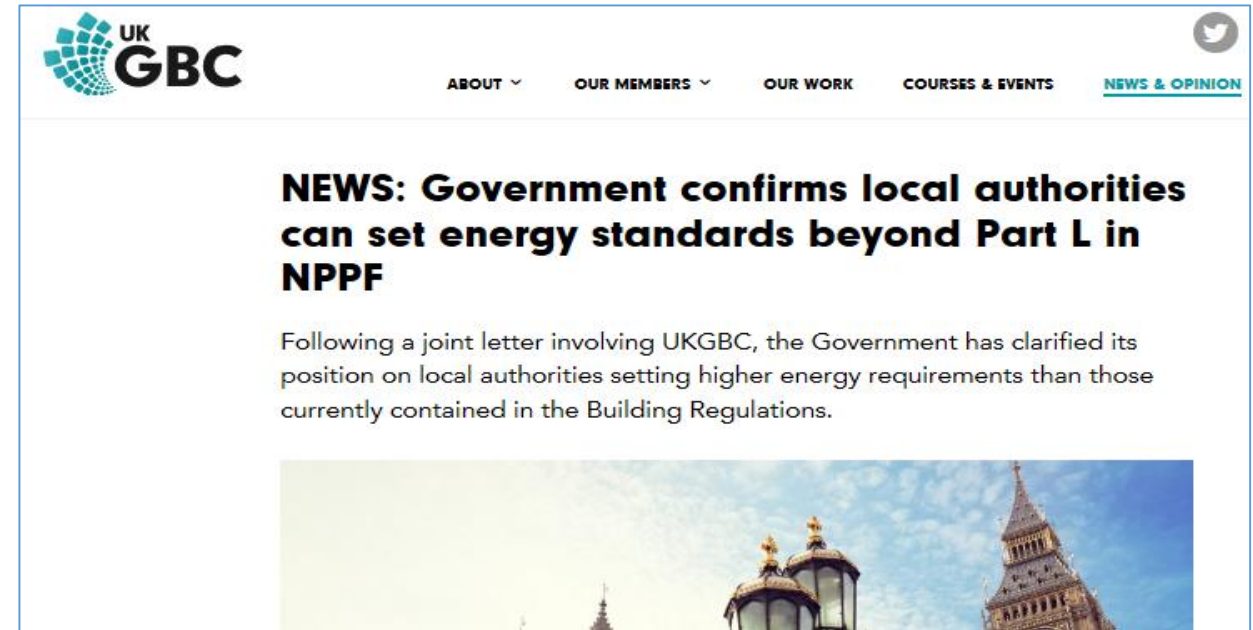 UK
GBC
ABOUT
OUR MEMBERS
OUR WORK
COURSES & EVENTS
NEWS & OPINION
NEWS: Government confirms local authorities
can set energy standards beyond Part L in
NPPF
Following a joint letter involving UKGBC, the Government has clarified its
position on local authorities setting higher energy requirements than those
currently contained in the Building Regulations.